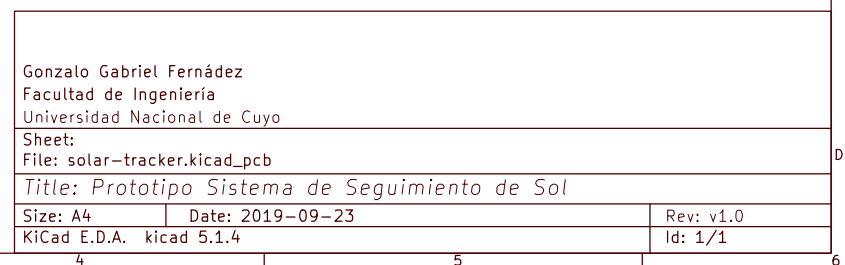 Gonzalo Gabriel Fernádez
Facultad de Ingeniería
Universidad Nacional de Cuyo
Sheet:
File: solar-tracker.kicad_pcb
D
Title: Prototipo Sistema de Seguimiento de Sol
Size: A4 Date: 2019-09-23 Rev: v1.0
KiCad E.D.A. kicad 5.1.4 Id: 1/1
4 5 6